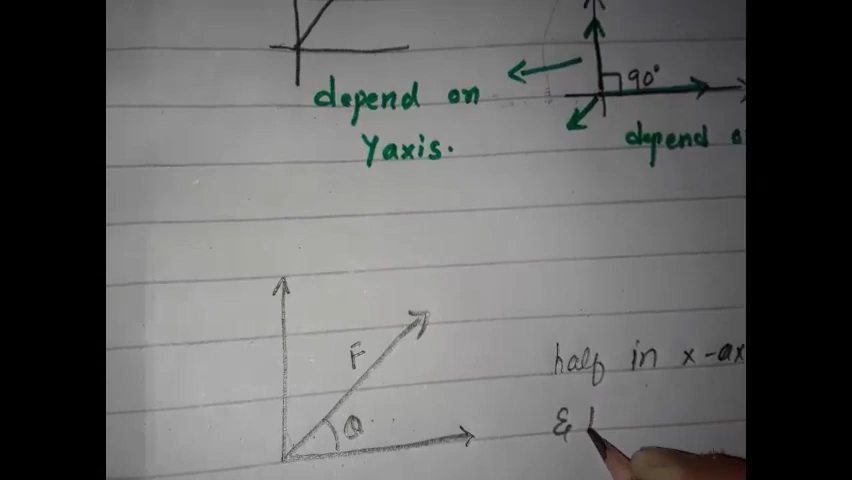 90°
depend on
Yaxis.
depend
F
half in x-ax
θ
&